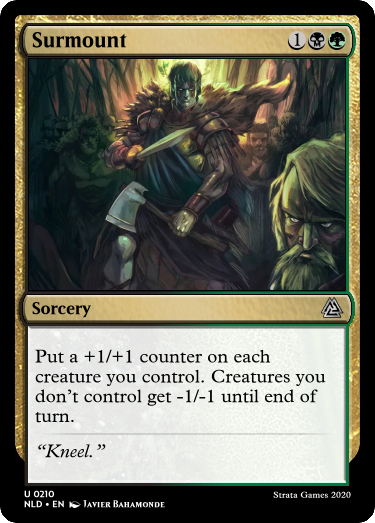 Surmount 1
Sorcery
Put a +1/+1 counter on each
creature you control. Creatures you
don't control get -1/-1 until end of
turn.
"Kneel."
U 0210
NLD • EN Javier Bahamonde
Strata Games 2020